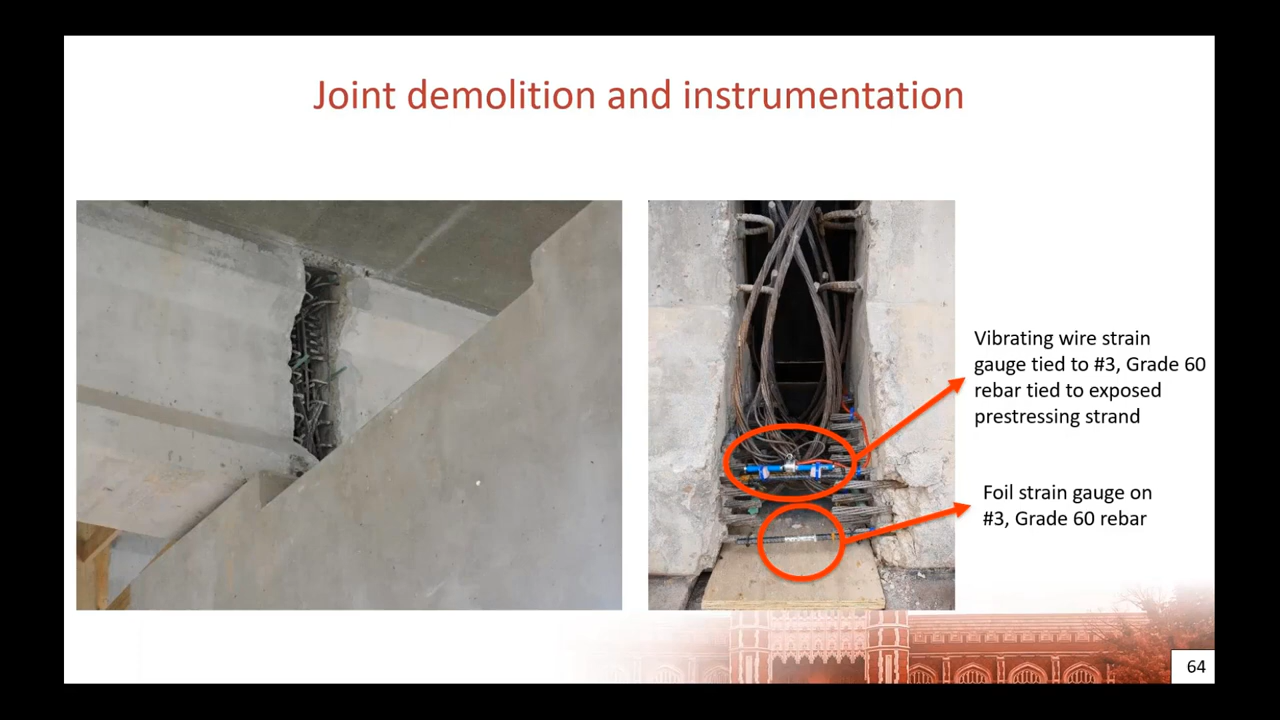 Joint demolition and instrumentation
Vibrating wire strain
gauge tied to #3, Grade 60
rebar tied to exposed
prestressing strand
Foil strain gauge on
#3, Grade 60 rebar
64